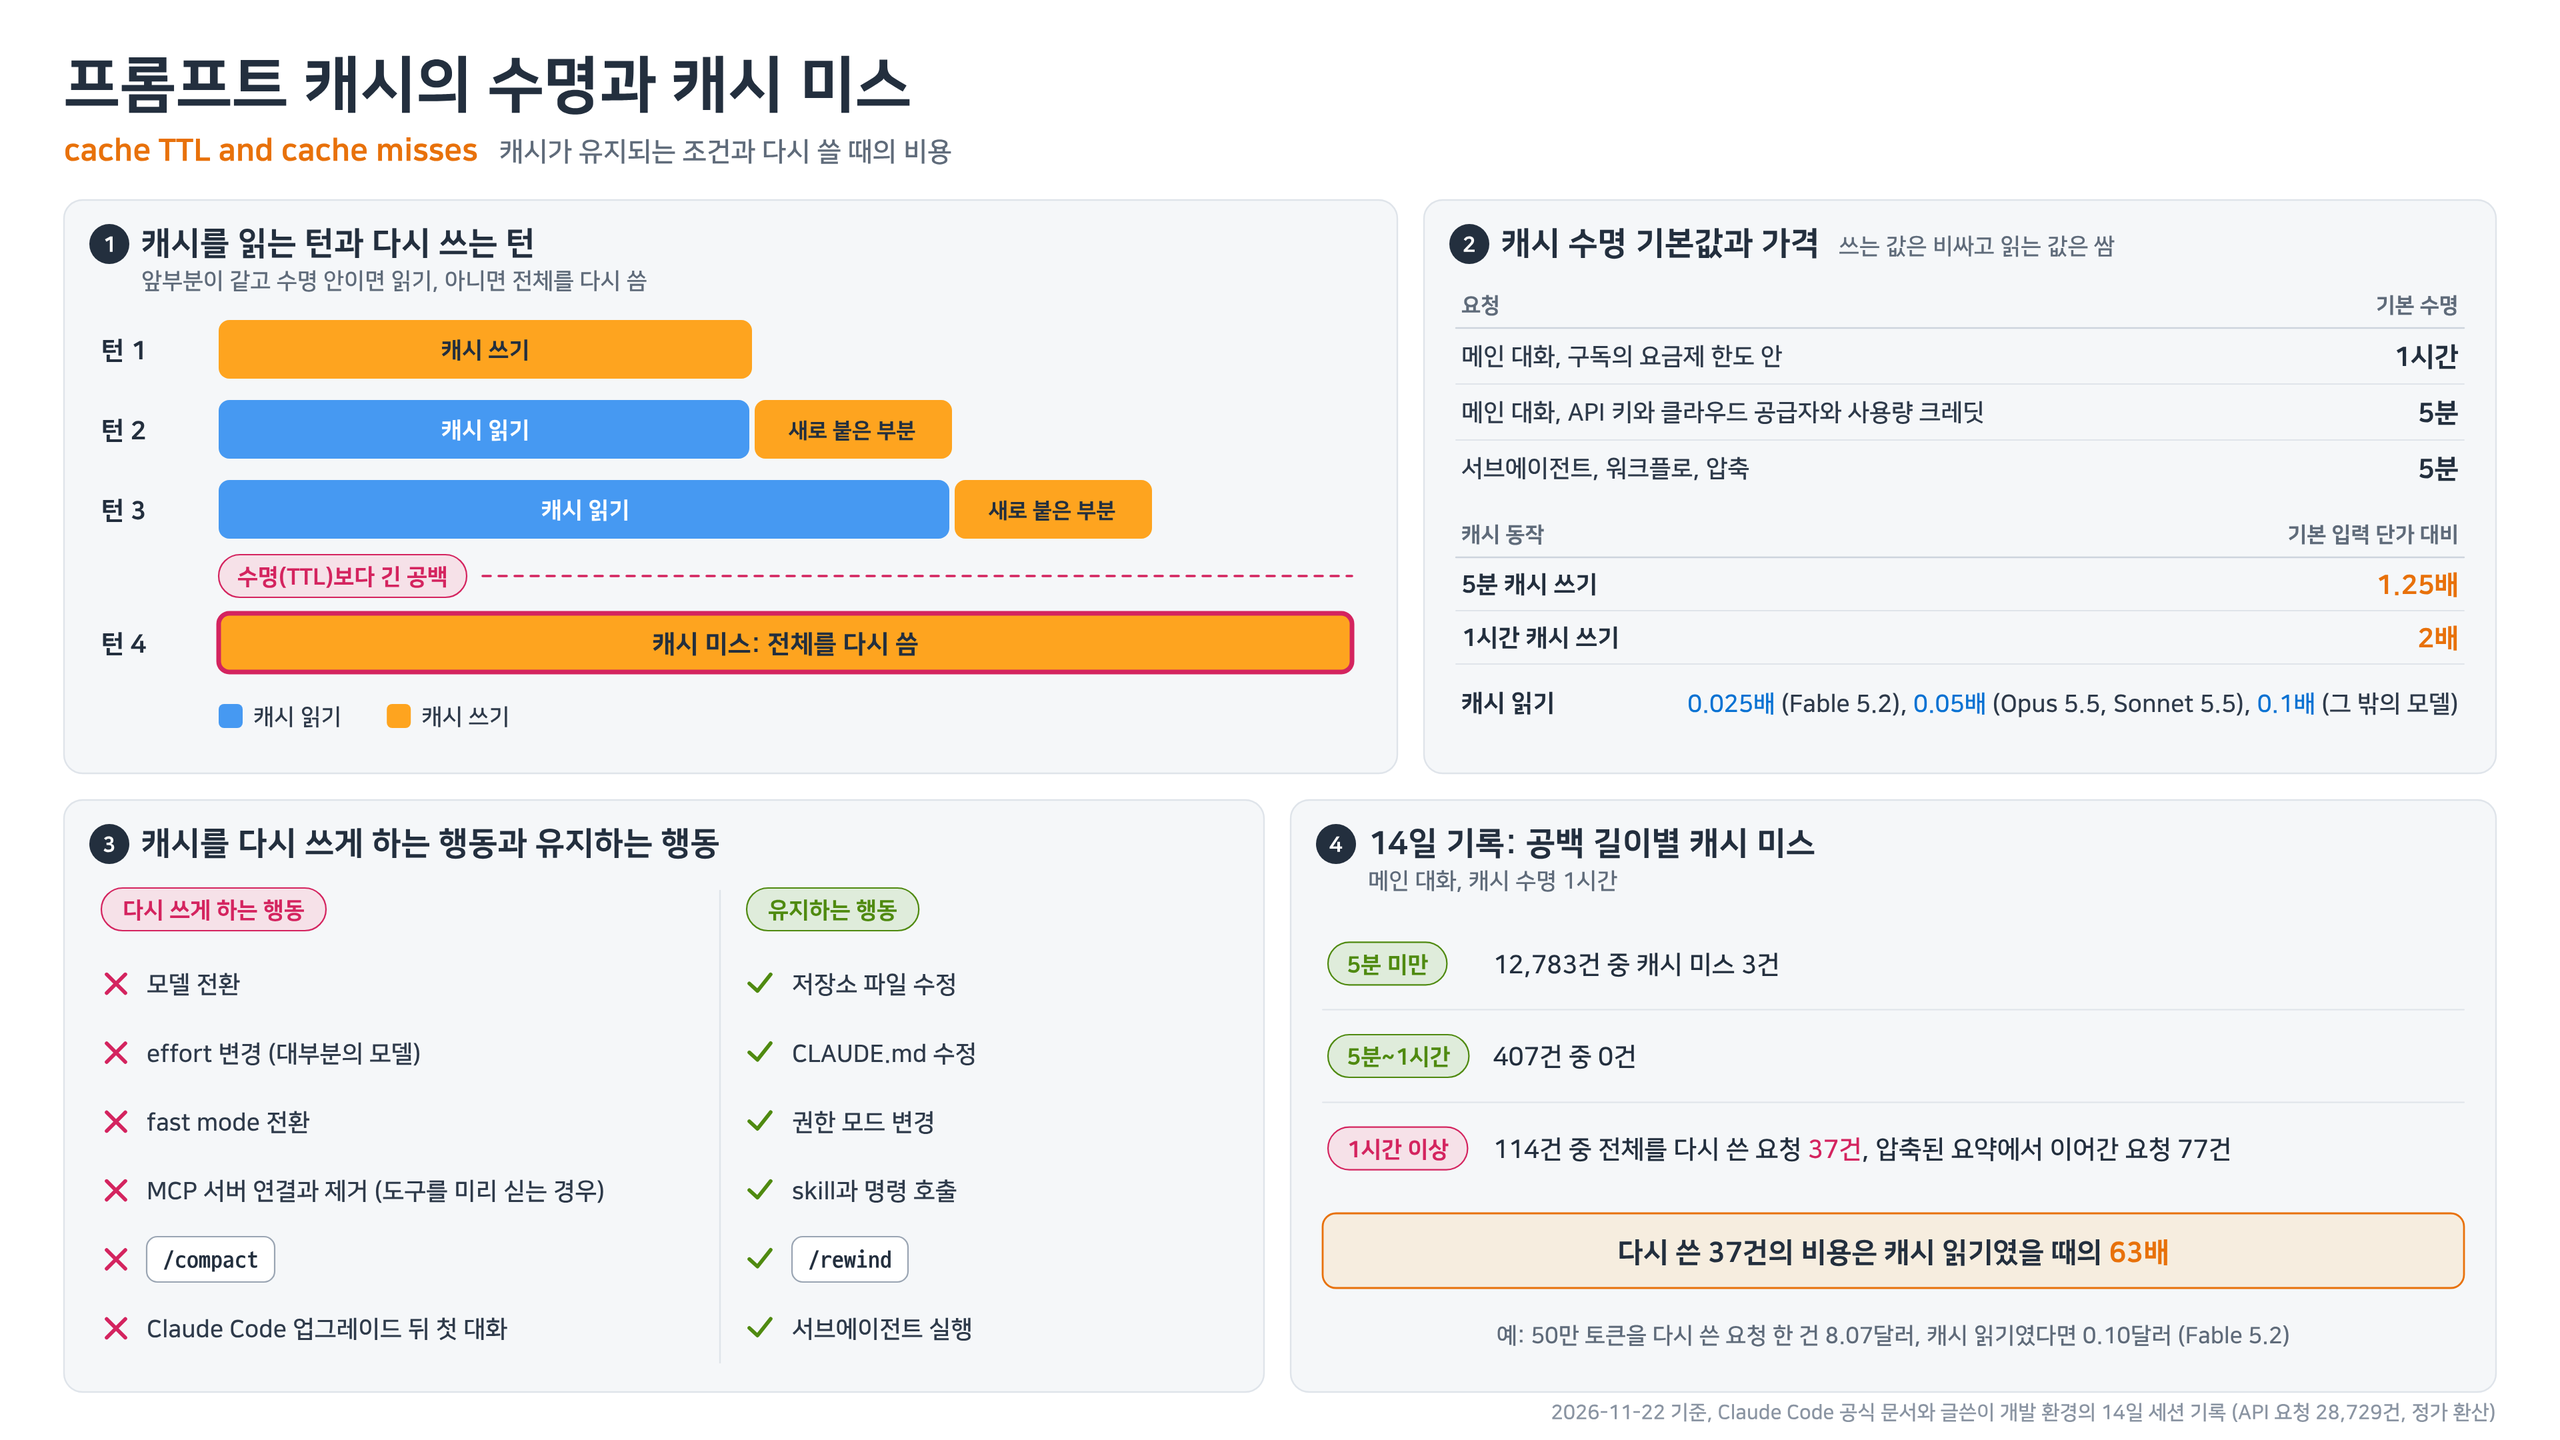 프롬프트 캐시의 수명과 캐시 미스
cache TTL and cache misses 캐시가 유지되는 조건과 다시 쓸 때의 비용
1 캐시를 읽는 턴과 다시 쓰는 턴
앞부분이 같고 수명 안이면 읽기, 아니면 전체를 다시 씀
턴 1 캐시 쓰기
턴 2 캐시 읽기 새로 붙은 부분
턴 3 캐시 읽기 새로 붙은 부분
수명(TTL)보다 긴 공백
턴 4 캐시 미스: 전체를 다시 씀
캐시 읽기 캐시 쓰기
2 캐시 수명 기본값과 가격 쓰는 값은 비싸고 읽는 값은 쌈
요청 기본 수명
메인 대화, 구독의 요금제 한도 안 1시간
메인 대화, API 키와 클라우드 공급자와 사용량 크레딧 5분
서브에이전트, 워크플로, 압축 5분
캐시 동작 기본 입력 단가 대비
5분 캐시 쓰기 1.25배
1시간 캐시 쓰기 2배
캐시 읽기 0.025배 (Fable 5.2), 0.05배 (Opus 5.5, Sonnet 5.5), 0.1배 (그 밖의 모델)
3 캐시를 다시 쓰게 하는 행동과 유지하는 행동
다시 쓰게 하는 행동
모델 전환
effort 변경 (대부분의 모델)
fast mode 전환
MCP 서버 연결과 제거 (도구를 미리 싣는 경우)
/compact
Claude Code 업그레이드 뒤 첫 대화
유지하는 행동
저장소 파일 수정
CLAUDE.md 수정
권한 모드 변경
skill과 명령 호출
/rewind
서브에이전트 실행
4 14일 기록: 공백 길이별 캐시 미스
메인 대화, 캐시 수명 1시간
5분 미만 12,783건 중 캐시 미스 3건
5분~1시간 407건 중 0건
1시간 이상 114건 중 전체를 다시 쓴 요청 37건, 압축된 요약에서 이어간 요청 77건
다시 쓴 37건의 비용은 캐시 읽기였을 때의 63배
예: 50만 토큰을 다시 쓴 요청 한 건 8.07달러, 캐시 읽기였다면 0.10달러 (Fable 5.2)
2026-11-22 기준, Claude Code 공식 문서와 글쓴이 개발 환경의 14일 세션 기록 (API 요청 28,729건, 정가 환산)